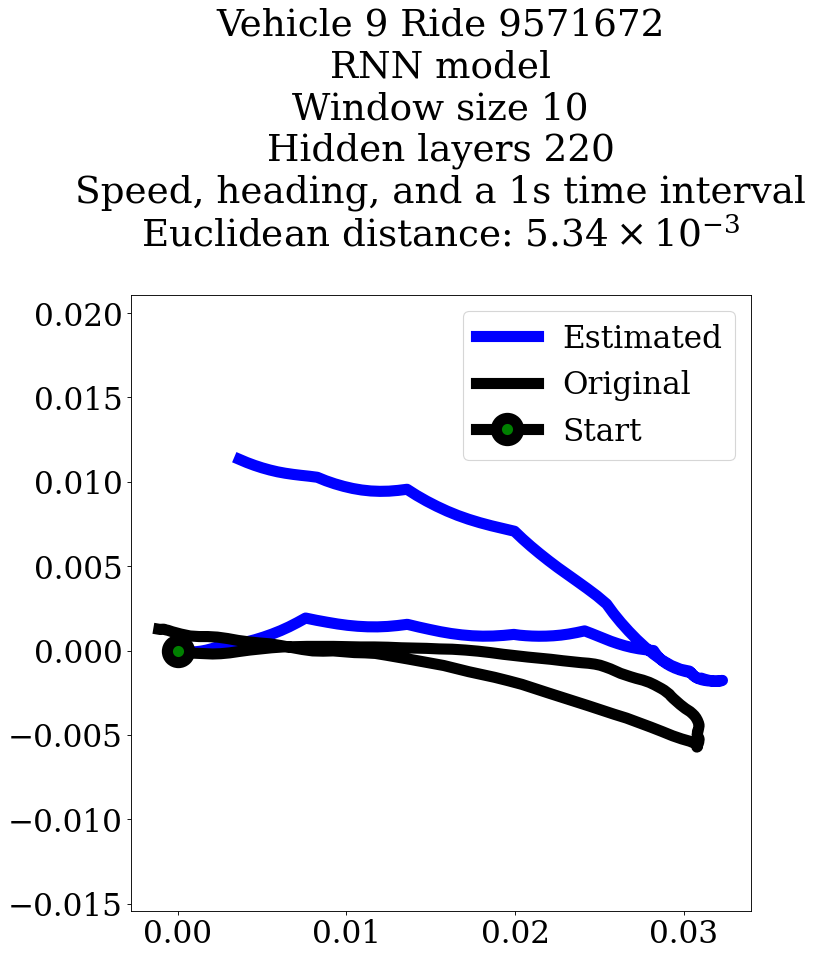 Vehicle 9 Ride 9571672
RNN model
Window size 10
Hidden layers 220
Speed, heading, and a 1s time interval
Euclidean distance: 5.34 × 10⁻³
Estimated
Original
Start
0.020
0.015
0.010
0.005
0.000
−0.005
−0.010
−0.015
0.00 0.01 0.02 0.03